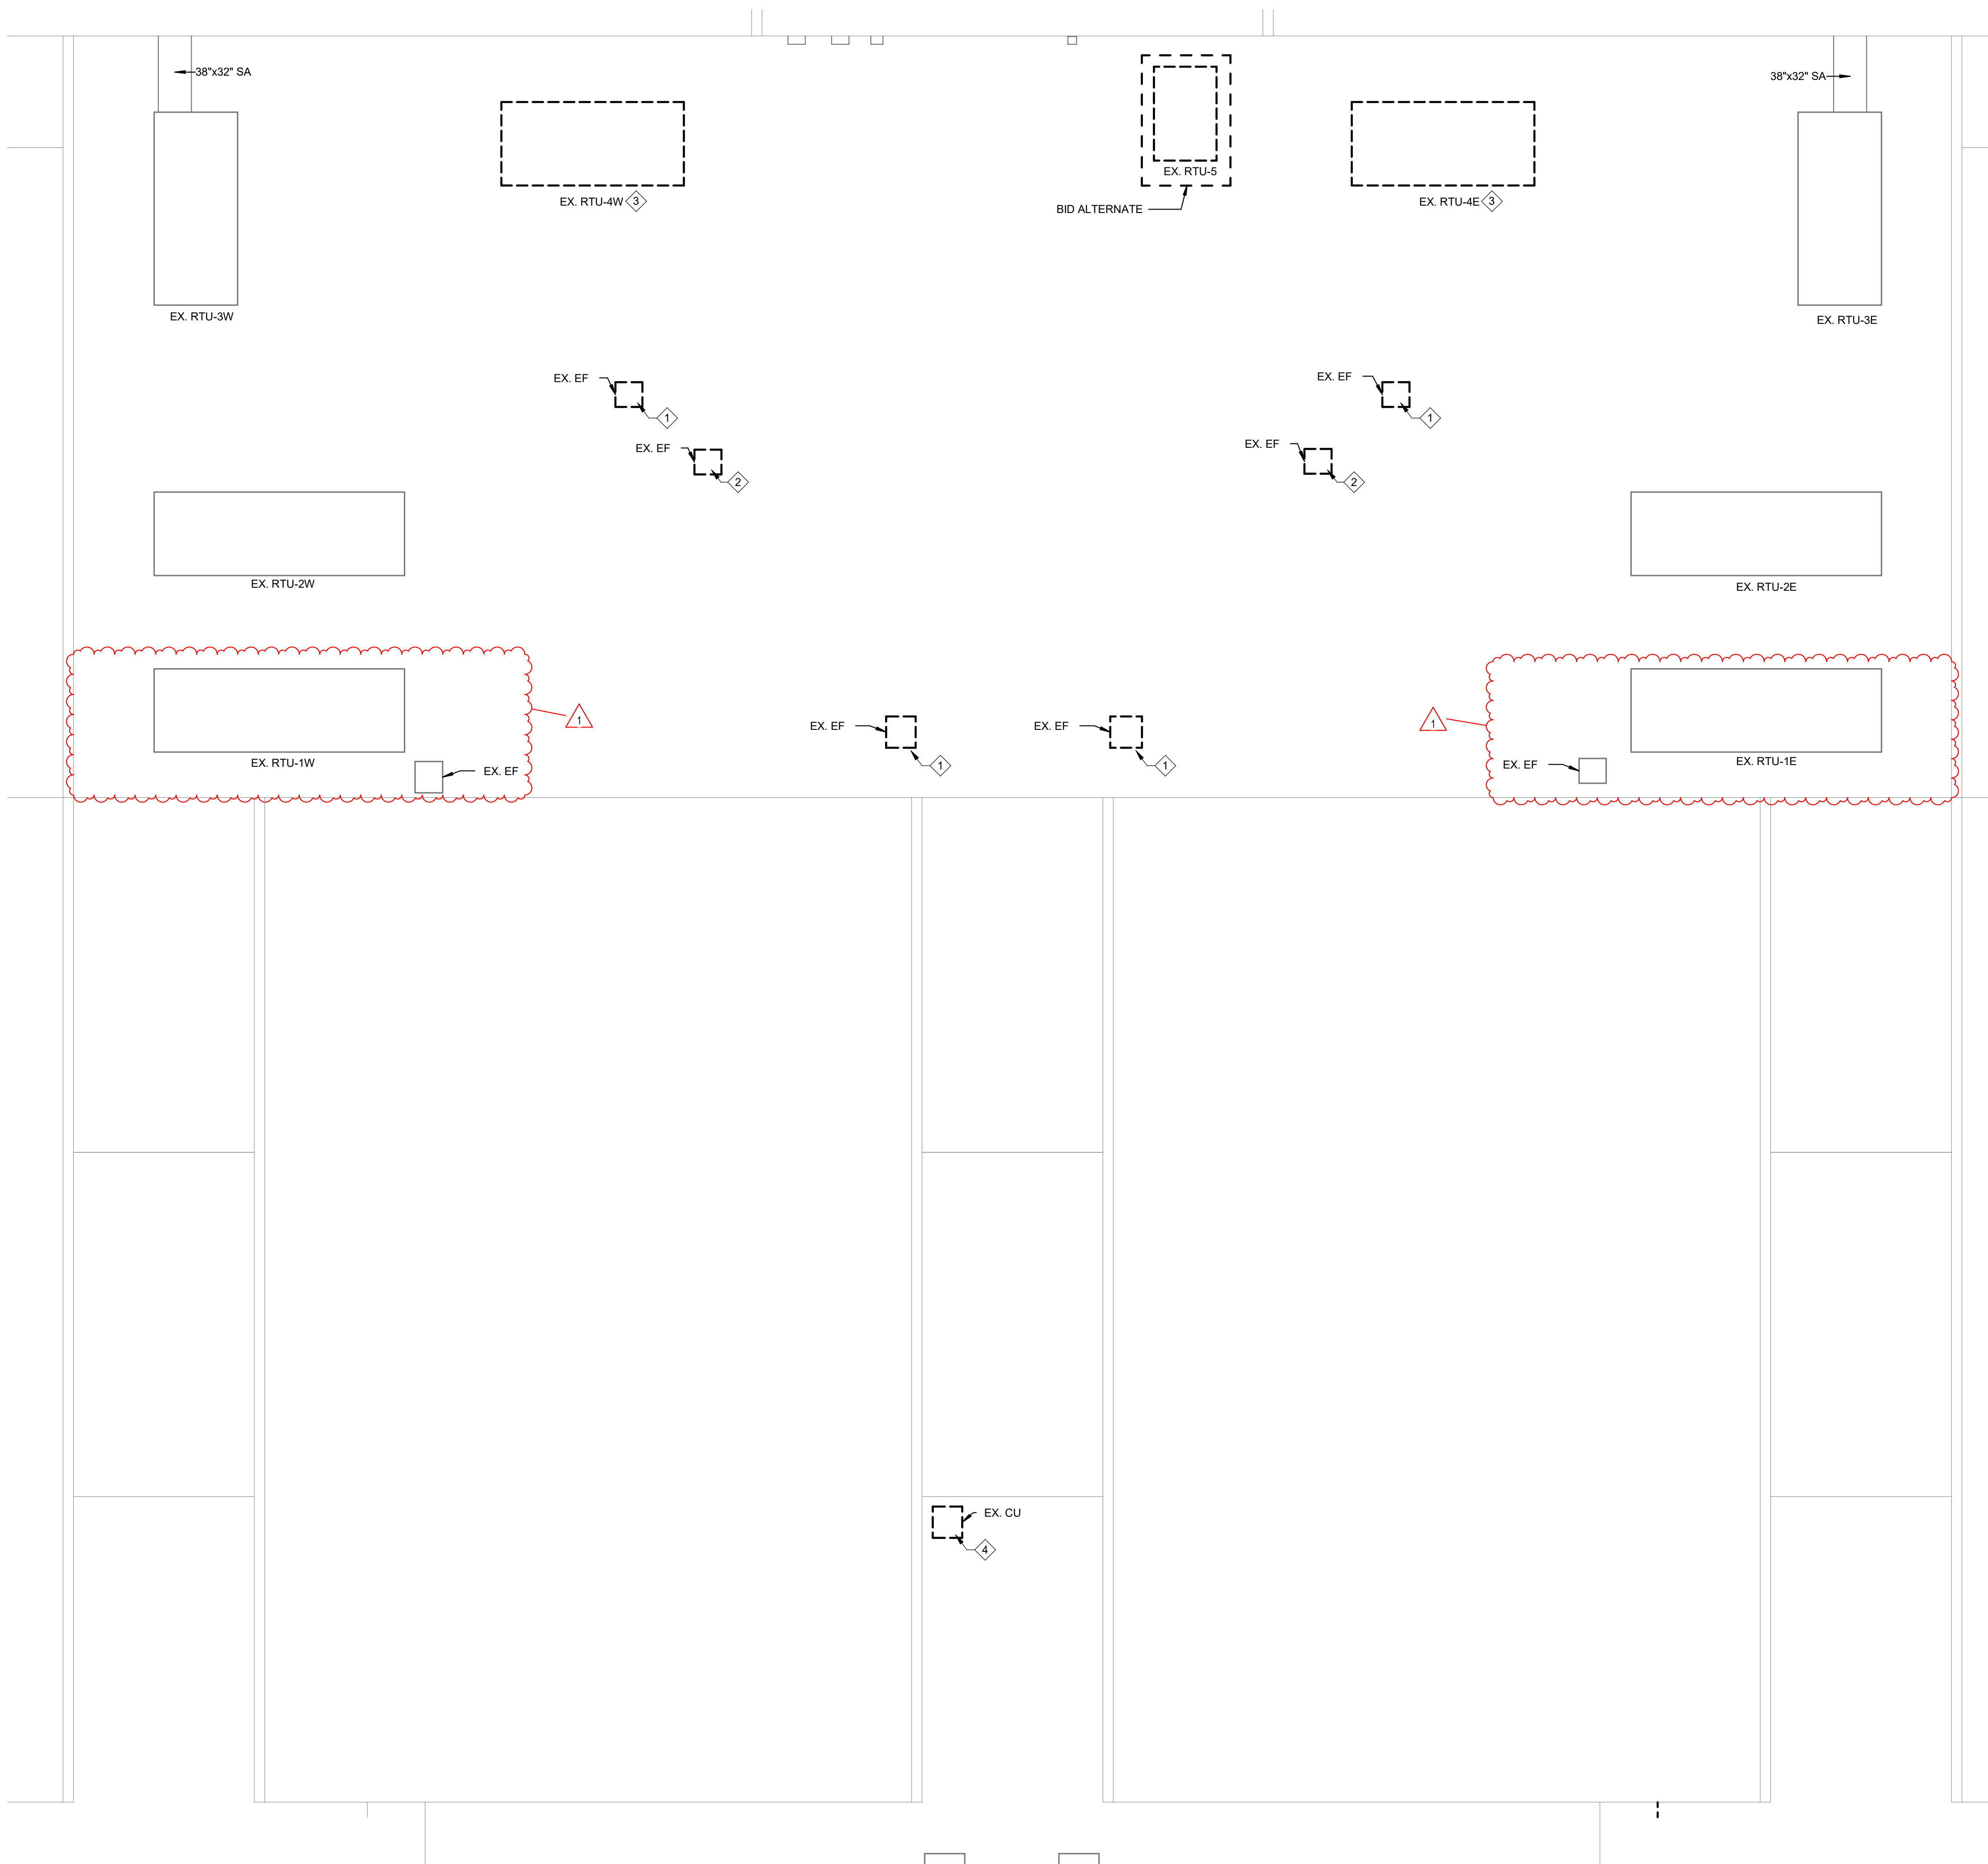 38"x32" SA
38"x32" SA
EX. RTU-5
EX. RTU-4W
3
EX. RTU-4E
3
BID ALTERNATE
EX. RTU-3W
EX. RTU-3E
EX. EF
EX. EF
1
1
EX. EF
EX. EF
2
2
EX. RTU-2W
EX. RTU-2E
1
1
EX. EF
EX. EF
EX. RTU-1W
EX. RTU-1E
1
1
EX. EF
EX. EF
EX. CU
4